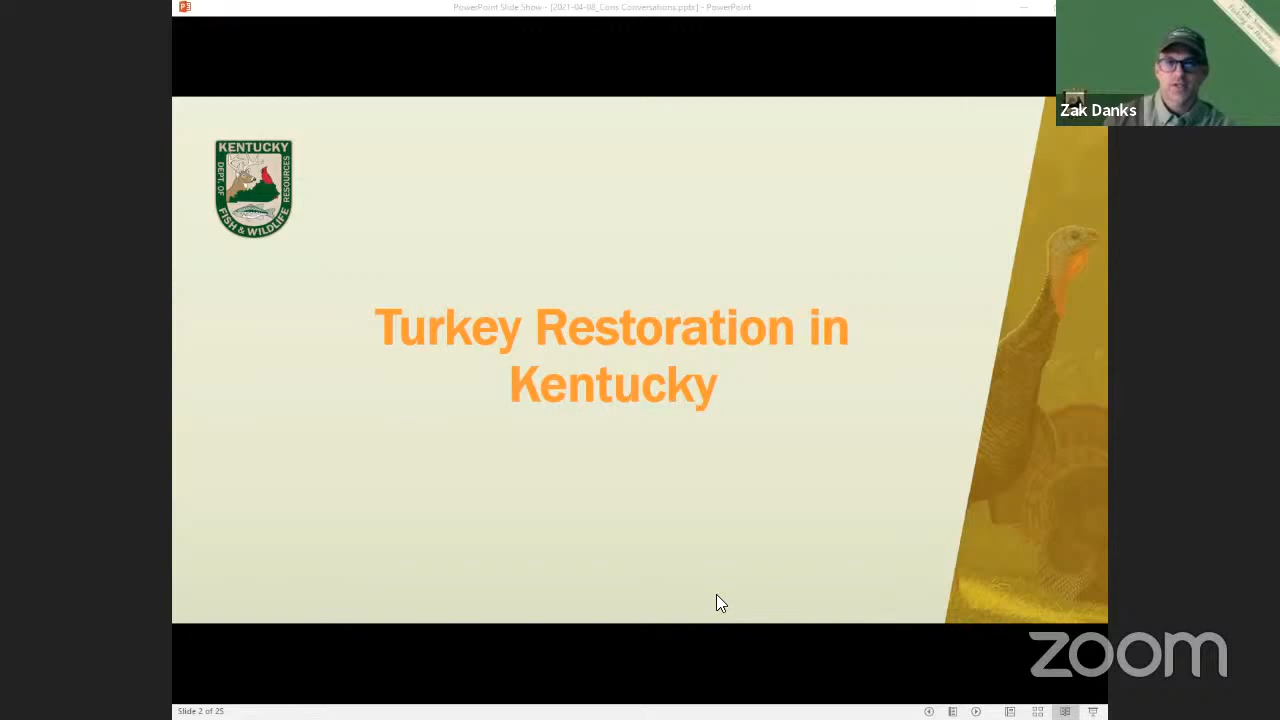 PowerPoint Slide Show - [2021-04-08_Cons Conversations.pptx] - PowerPoint
Zak Danks
KENTUCKY
DEPT. OF
RESOURCES
FISH & WILDLIFE
Turkey Restoration in
Kentucky
zoom
Slide 2 of 25